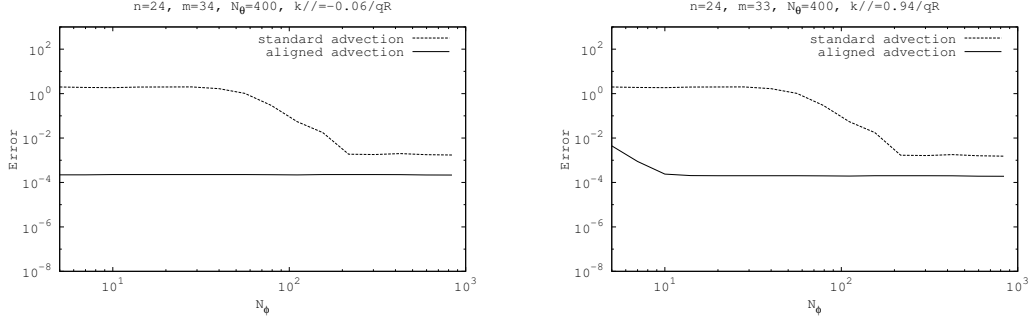 n=24, m=34, Nθ=400, k//=-0.06/qR
standard advection
aligned advection
10^2
10^0
10^-2
10^-4
10^-6
10^-8
Error
10^1
10^2
10^3
Nϕ
n=24, m=33, Nθ=400, k//=0.94/qR
standard advection
aligned advection
10^2
10^0
10^-2
10^-4
10^-6
10^-8
Error
10^1
10^2
10^3
Nϕ